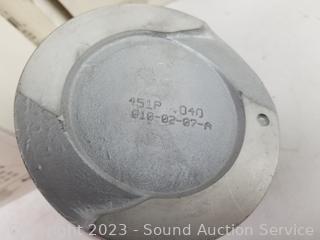 451P .040
010-02-07-A
Copyright 2023 - Sound Auction Service